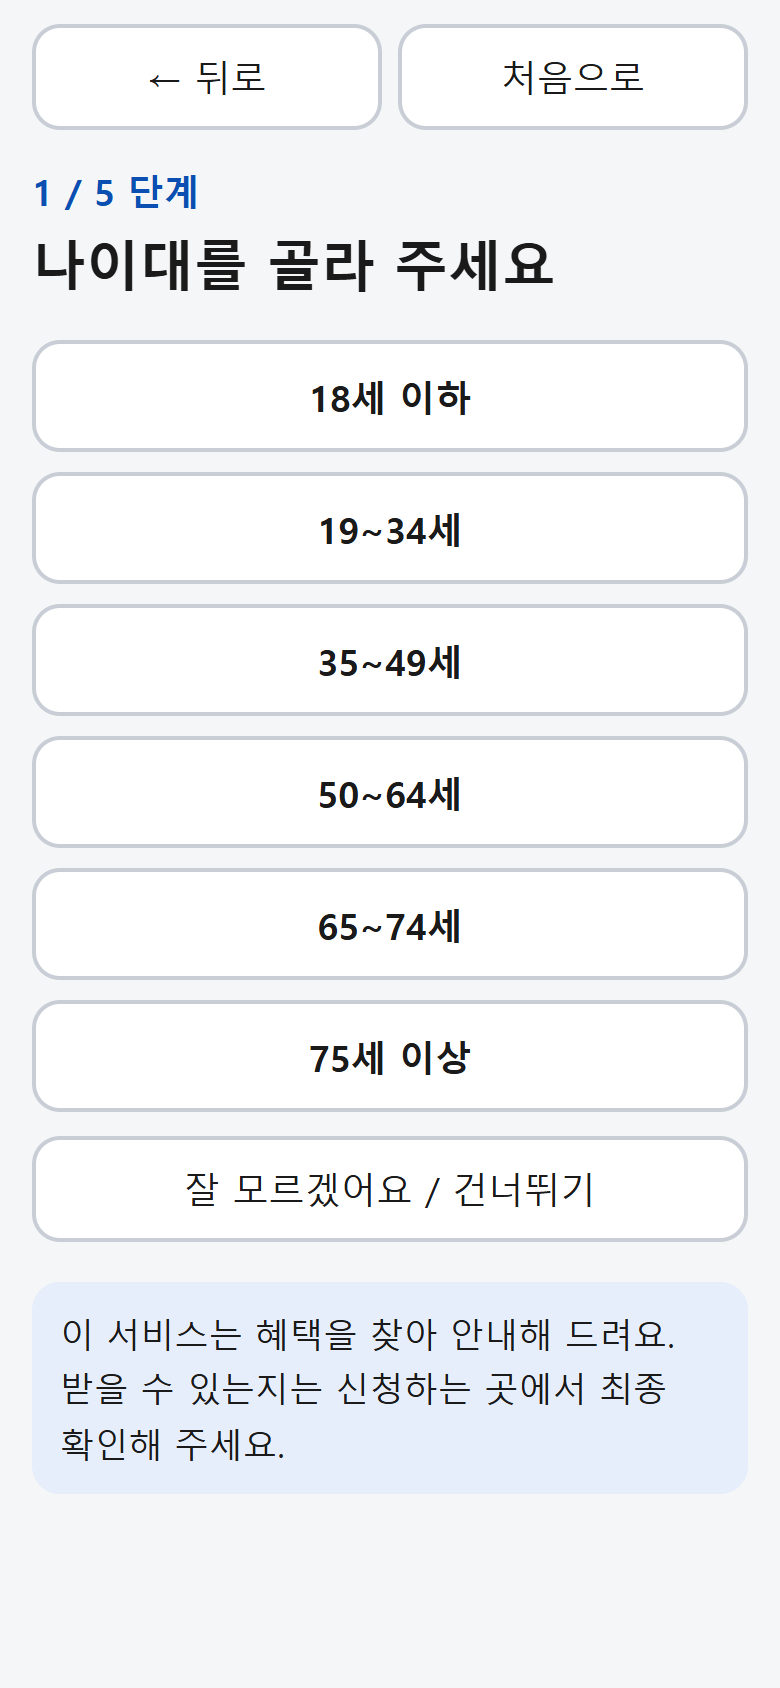 ← 뒤로
처음으로
1 / 5 단계
나이대를 골라 주세요
18세 이하
19~34세
35~49세
50~64세
65~74세
75세 이상
잘 모르겠어요 / 건너뛰기
이 서비스는 혜택을 찾아 안내해 드려요.
받을 수 있는지는 신청하는 곳에서 최종
확인해 주세요.